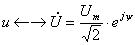 u ←⟶ U̇ = U_m/√2 · e^{jψ}